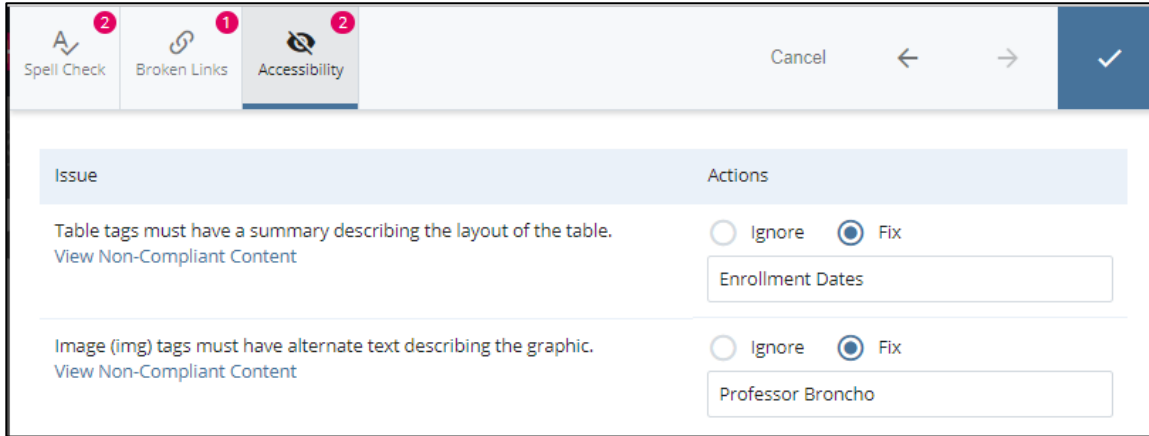 2
1
2
Spell Check
Broken Links
Accessibility
Cancel
Issue
Actions
Table tags must have a summary describing the layout of the table.
View Non-Compliant Content
Ignore
Fix
Enrollment Dates
Image (img) tags must have alternate text describing the graphic.
View Non-Compliant Content
Ignore
Fix
Professor Broncho